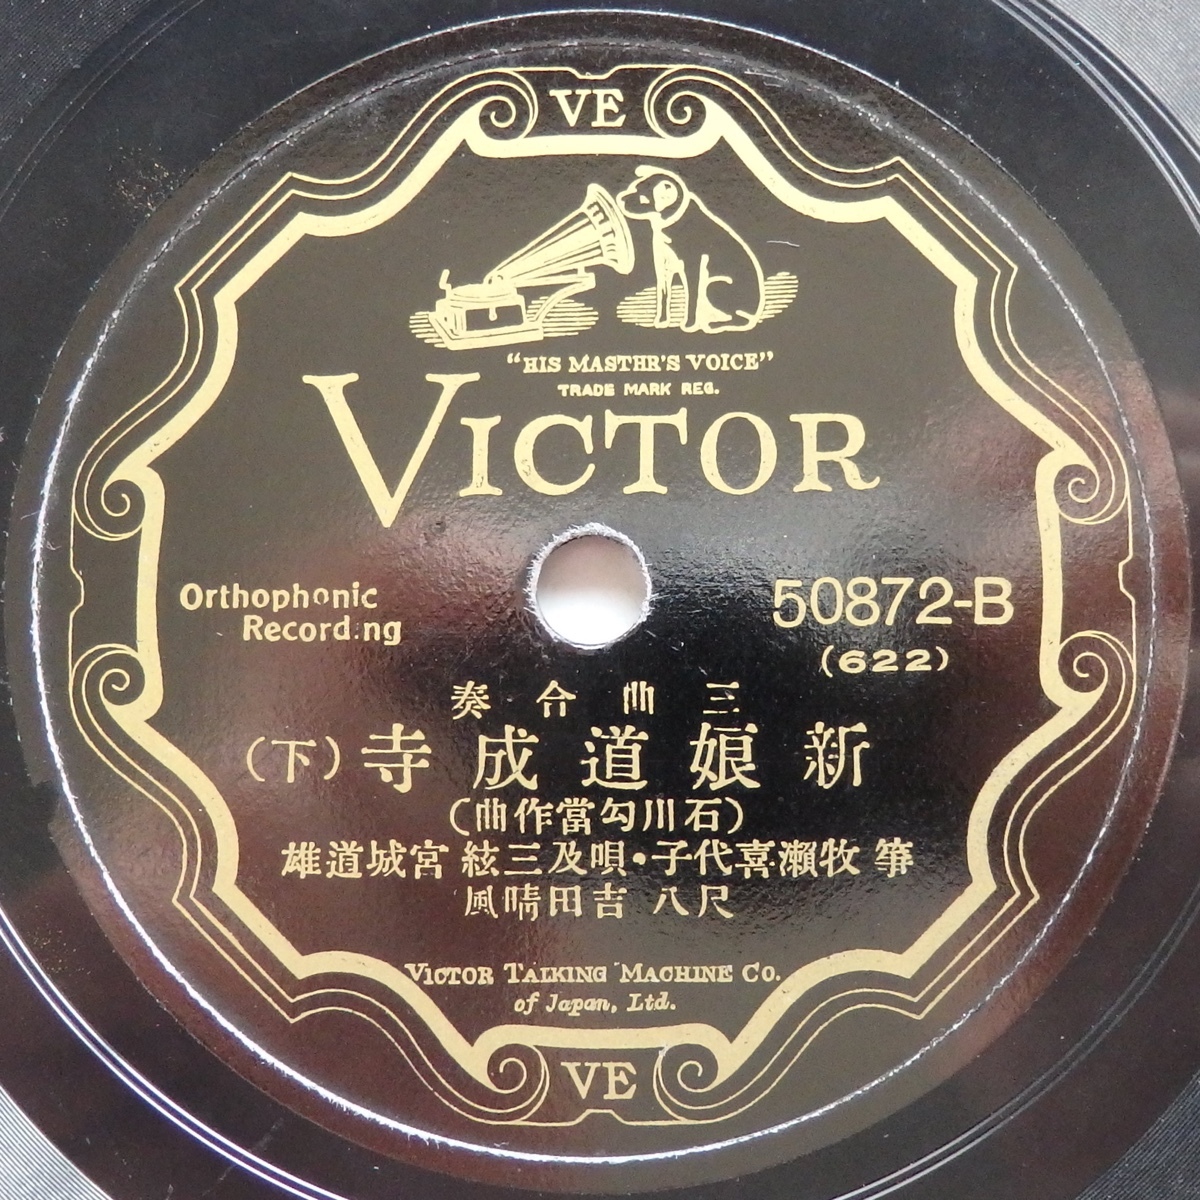 VE
"HIS MASTER'S VOICE"
TRADE MARK REG.
VICTOR
Orthophonic
Recording
50872-B
(622)
三曲合奏
新娘道成寺(下)
(石川勾當作曲)
箏 牧瀨喜代子・唄及三絃 宮城道雄
尺八 吉田晴風
VICTOR TALKING MACHINE CO.
of Japan, Ltd.
VE